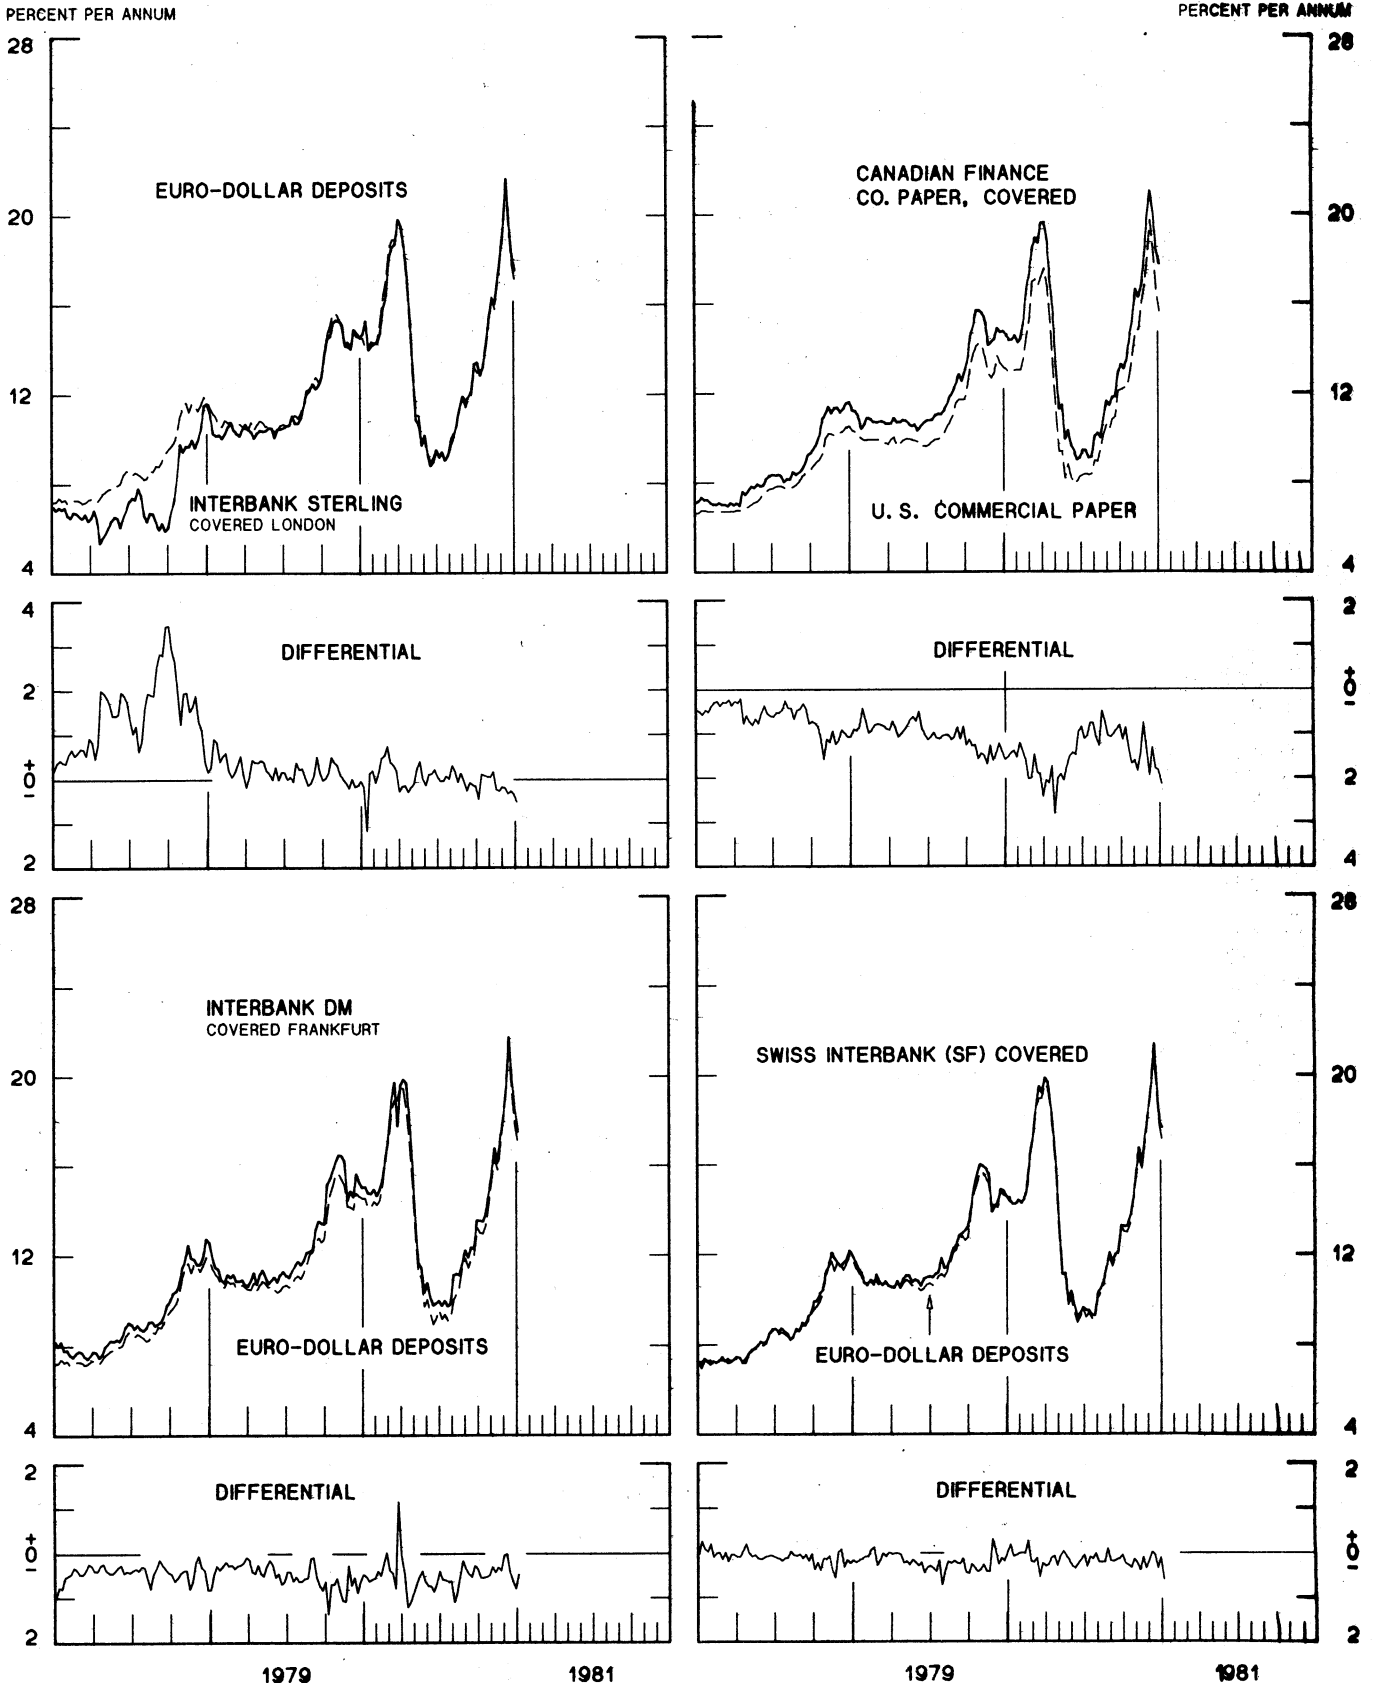 PERCENT PER ANNUM
PERCENT PER ANNUM
28
20
12
4
EURO-DOLLAR DEPOSITS
INTERBANK STERLING
COVERED LONDON
28
20
12
4
CANADIAN FINANCE
CO. PAPER, COVERED
U. S. COMMERCIAL PAPER
4
2
+
0
−
2
DIFFERENTIAL
2
+
0
−
2
4
DIFFERENTIAL
28
20
12
4
INTERBANK DM
COVERED FRANKFURT
EURO-DOLLAR DEPOSITS
28
20
12
4
SWISS INTERBANK (SF) COVERED
EURO-DOLLAR DEPOSITS
2
+
0
−
2
DIFFERENTIAL
2
+
0
−
2
DIFFERENTIAL
1979 1981
1979 1981